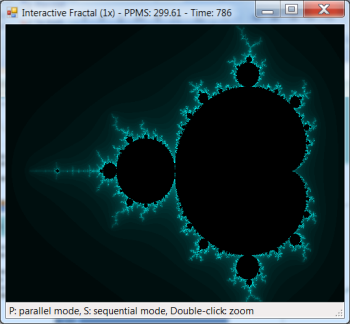 Interactive Fractal (1x) - PPMS: 299.61 - Time: 786
P: parallel mode, S: sequential mode, Double-click: zoom